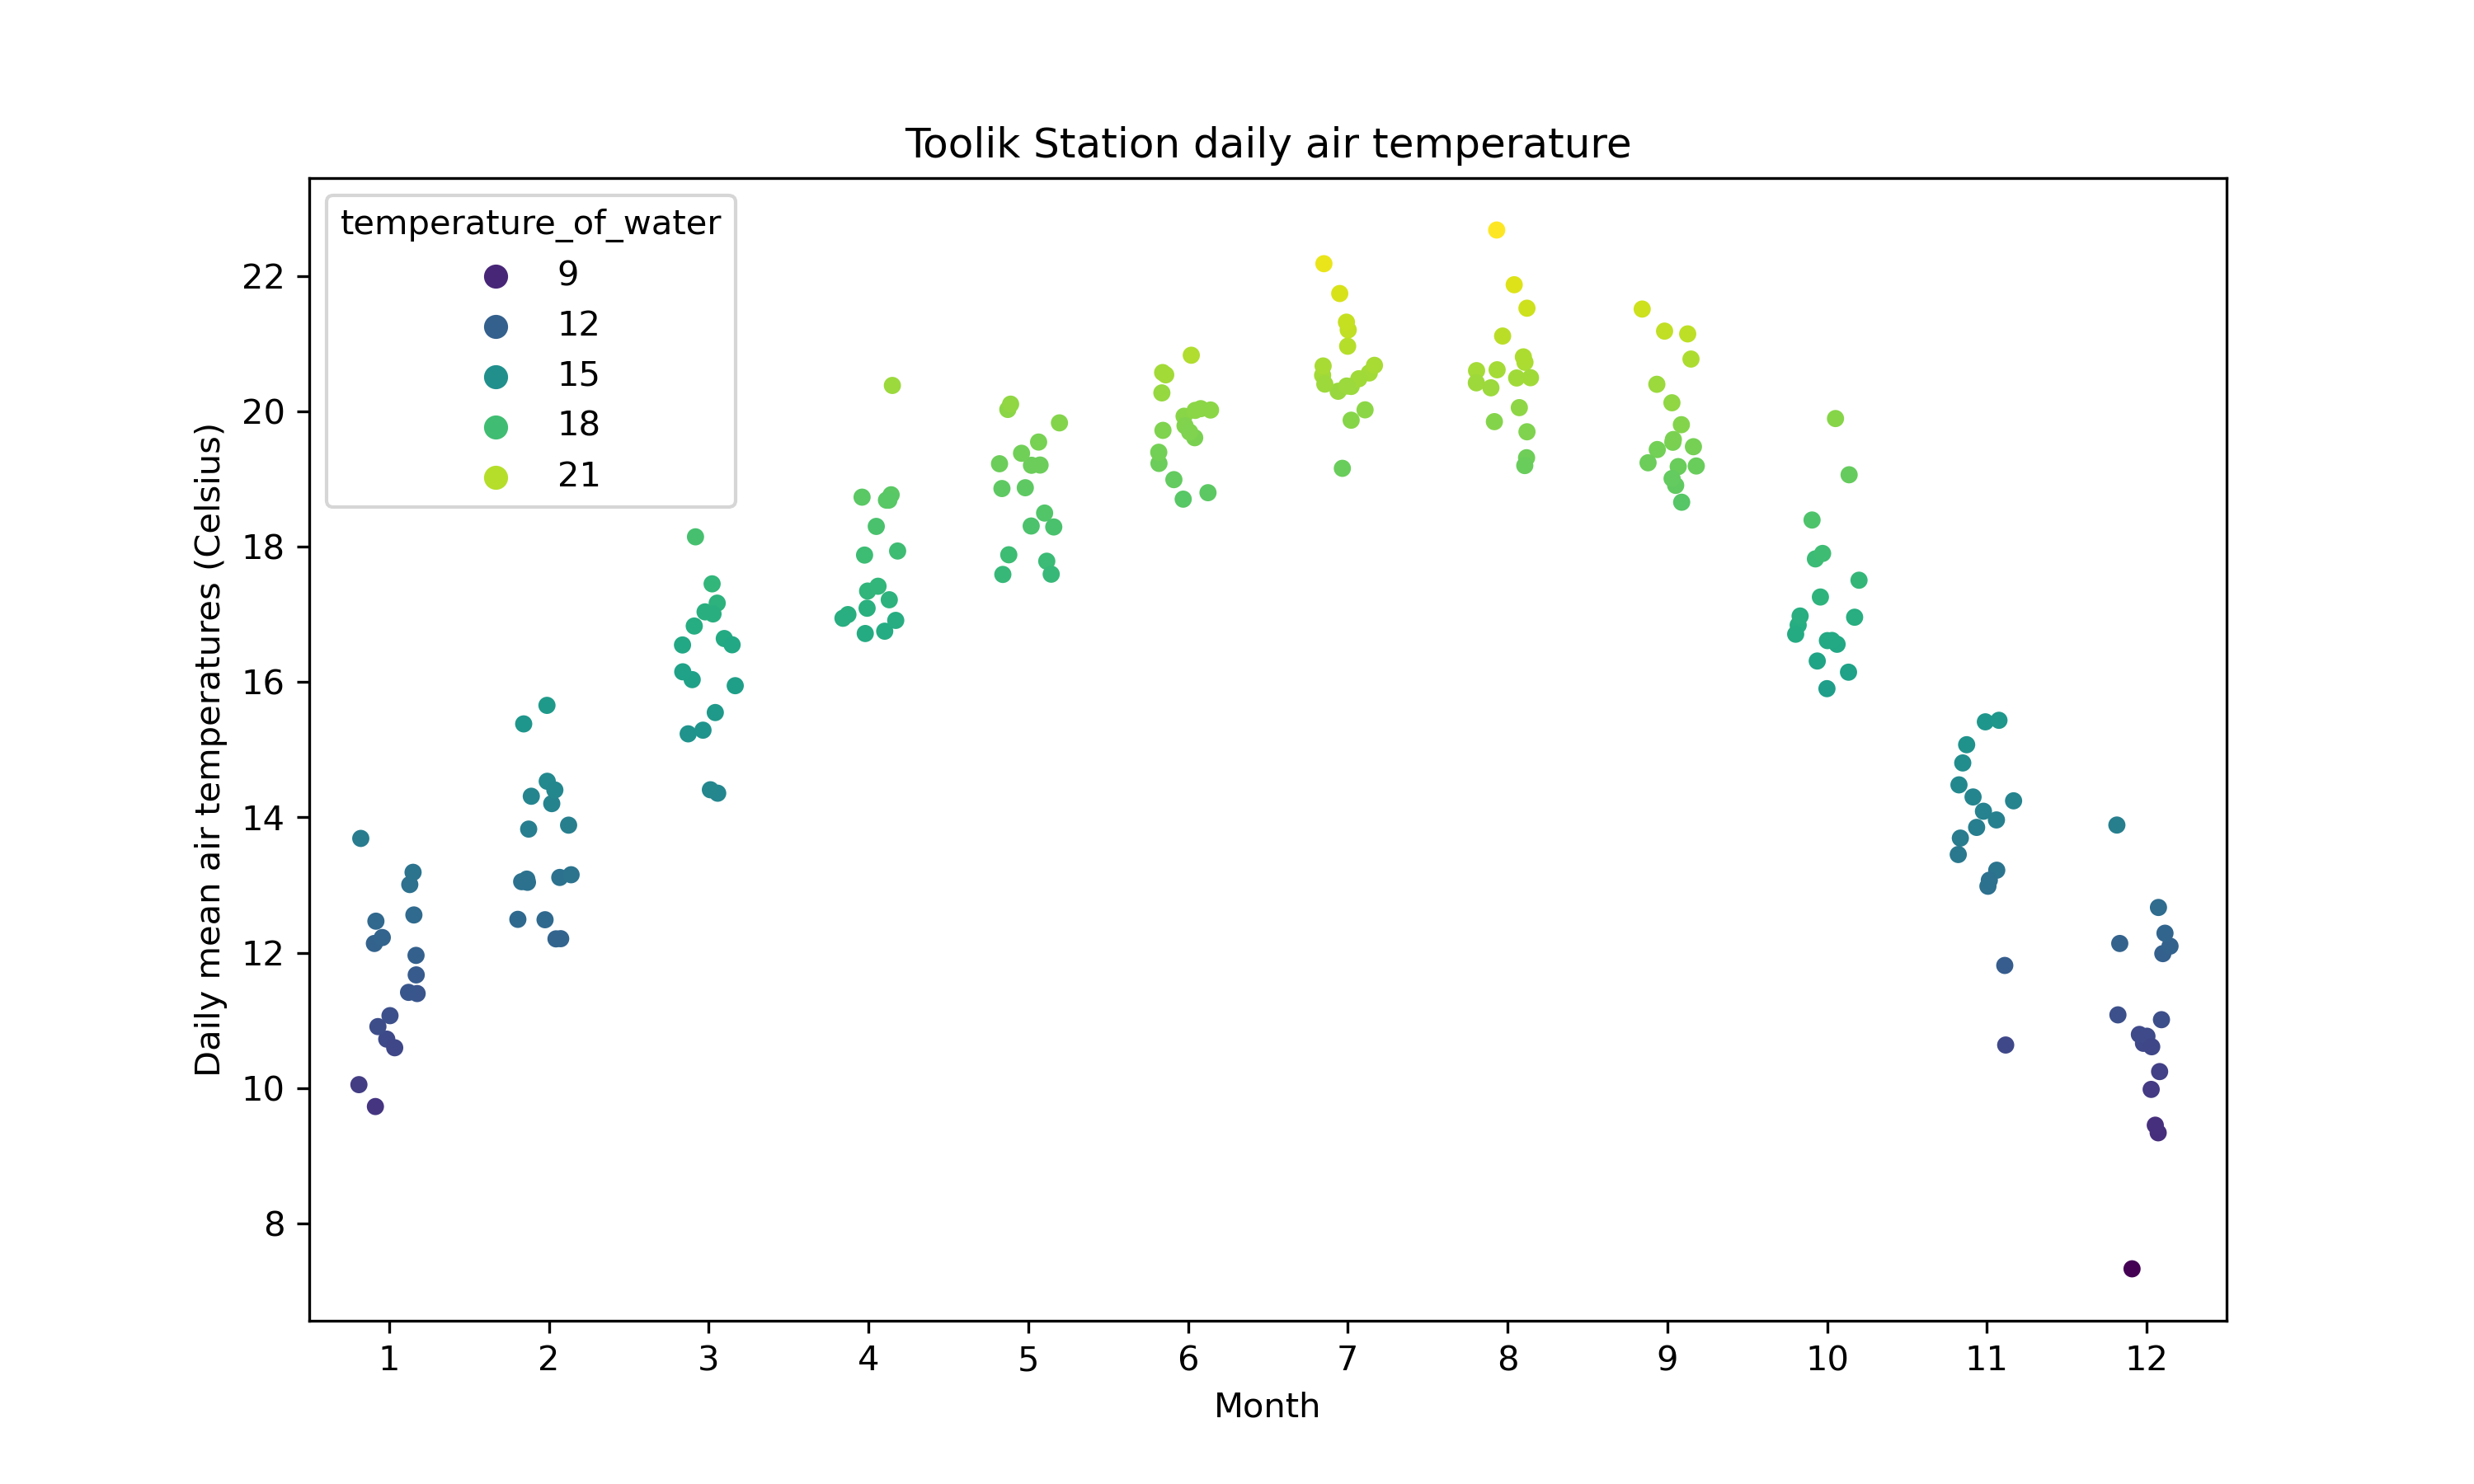 Toolik Station daily air temperature
temperature_of_water
9
12
15
18
21
Daily mean air temperatures (Celsius)
22
20
18
16
14
12
10
8
1 2 3 4 5 6 7 8 9 10 11 12
Month